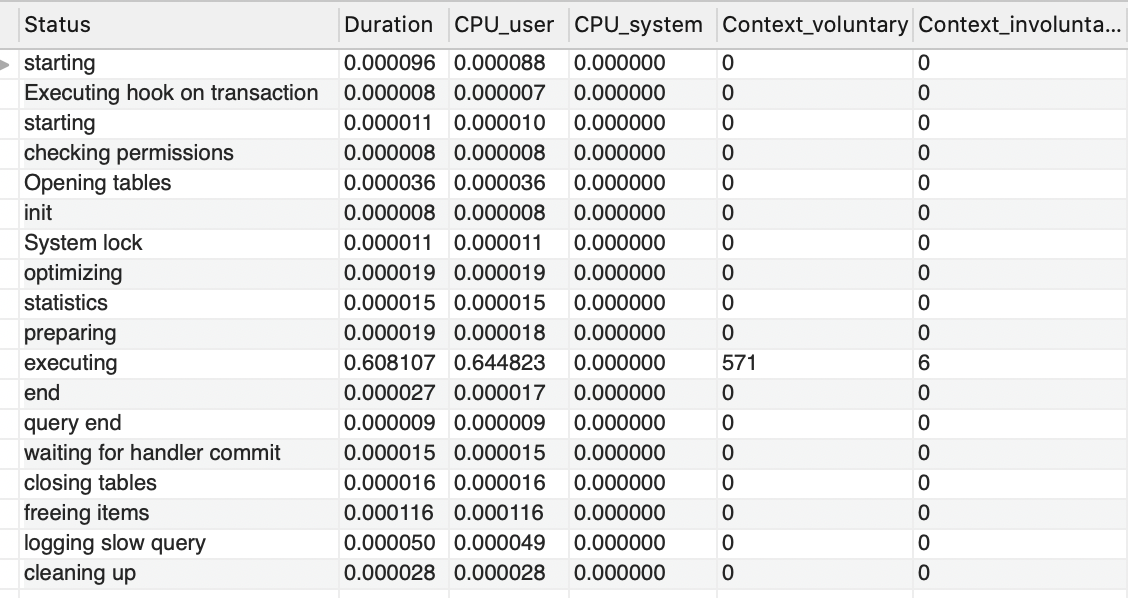 Status Duration CPU_user CPU_system Context_voluntary Context_involunta...
starting 0.000096 0.000088 0.000000 0 0
Executing hook on transaction 0.000008 0.000007 0.000000 0 0
starting 0.000011 0.000010 0.000000 0 0
checking permissions 0.000008 0.000008 0.000000 0 0
Opening tables 0.000036 0.000036 0.000000 0 0
init 0.000008 0.000008 0.000000 0 0
System lock 0.000011 0.000011 0.000000 0 0
optimizing 0.000019 0.000019 0.000000 0 0
statistics 0.000015 0.000015 0.000000 0 0
preparing 0.000019 0.000018 0.000000 0 0
executing 0.608107 0.644823 0.000000 571 6
end 0.000027 0.000017 0.000000 0 0
query end 0.000009 0.000009 0.000000 0 0
waiting for handler commit 0.000015 0.000015 0.000000 0 0
closing tables 0.000016 0.000016 0.000000 0 0
freeing items 0.000116 0.000116 0.000000 0 0
logging slow query 0.000050 0.000049 0.000000 0 0
cleaning up 0.000028 0.000028 0.000000 0 0